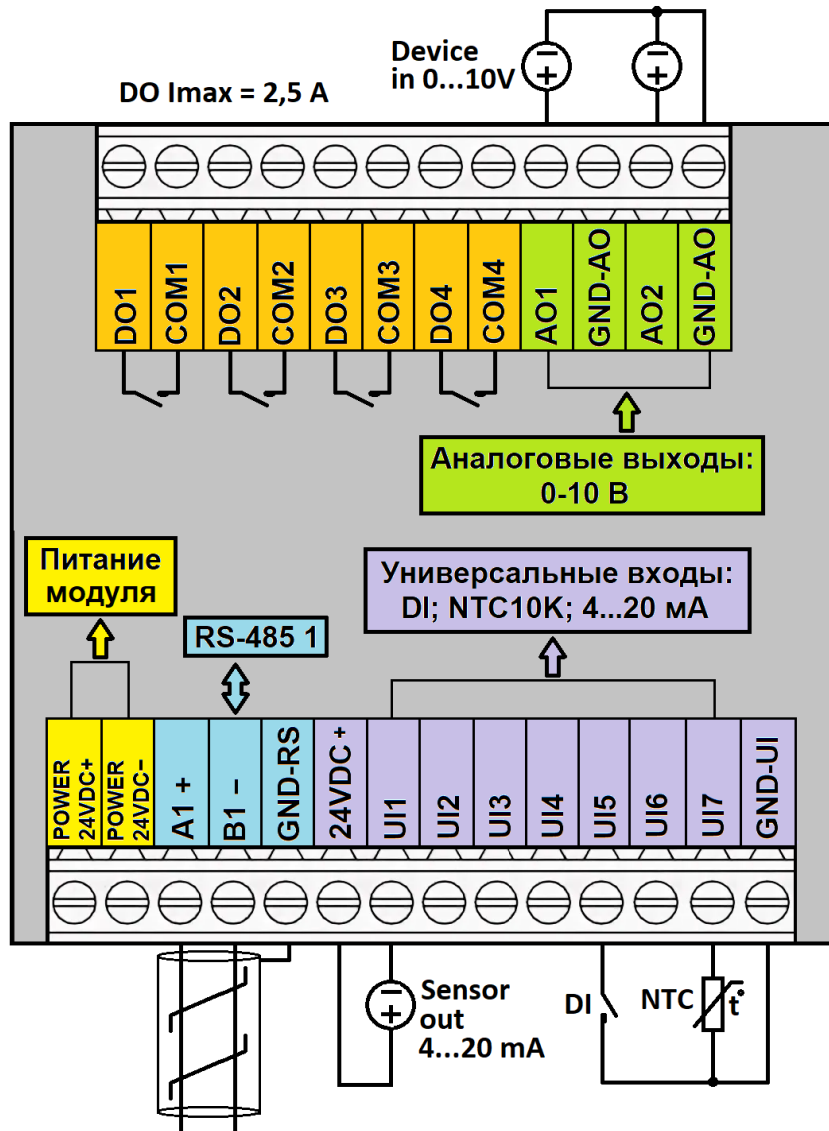 Device
in 0...10V
DO Imax = 2,5 A
DO1
COM1
DO2
COM2
DO3
COM3
DO4
COM4
AO1
GND-AO
AO2
GND-AO
Аналоговые выходы:
0-10 В
Питание
модуля
RS-485 1
Универсальные входы:
DI; NTC10K; 4...20 мА
POWER
24VDC+
POWER
24VDC−
A1 +
B1 −
GND-RS
24VDC +
UI1
UI2
UI3
UI4
UI5
UI6
UI7
GND-UI
Sensor
out
4...20 mA
DI
NTC
t°